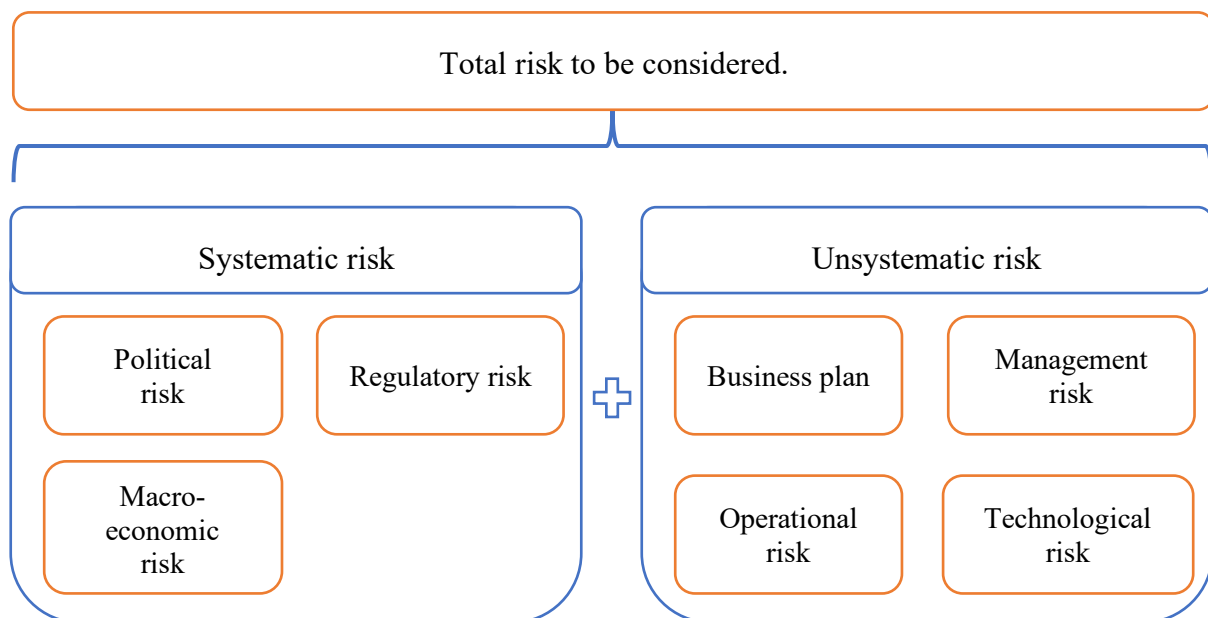 Total risk to be considered.
Systematic risk
Unsystematic risk
Political
risk
Regulatory risk
Macro-
economic
risk
Business plan
Management
risk
Operational
risk
Technological
risk